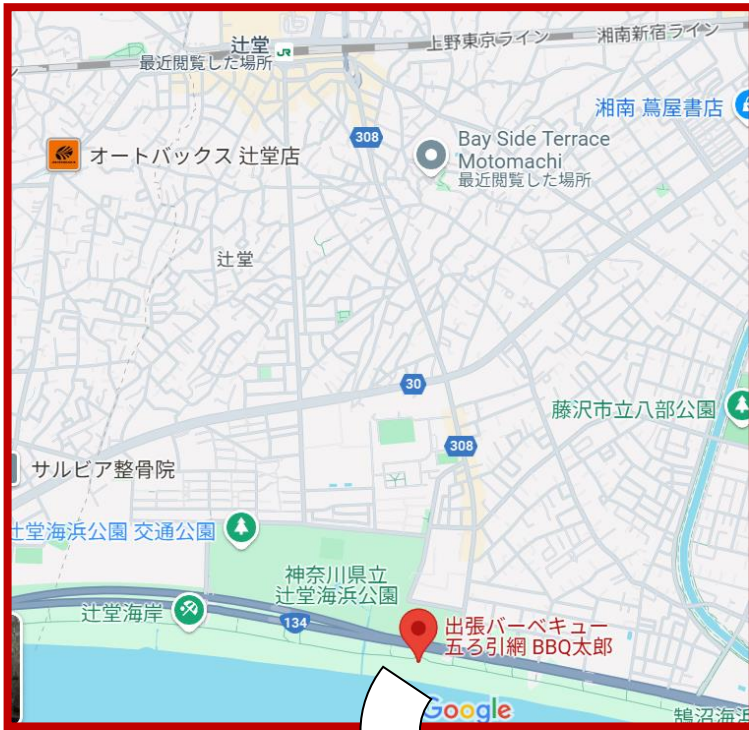 辻堂
JR
最近閲覧した場所
上野東京ライン
湘南新宿ライン
湘南 蔦屋書店
308
オートバックス 辻堂店
Bay Side Terrace
Motomachi
最近閲覧した場所
辻堂
30
藤沢市立八部公園
308
サルビア整骨院
辻堂海浜公園 交通公園
神奈川県立
辻堂海浜公園
辻堂海岸
134
出張バーベキュー
五ろ引網 BBQ太郎
Google
鵠沼海浜